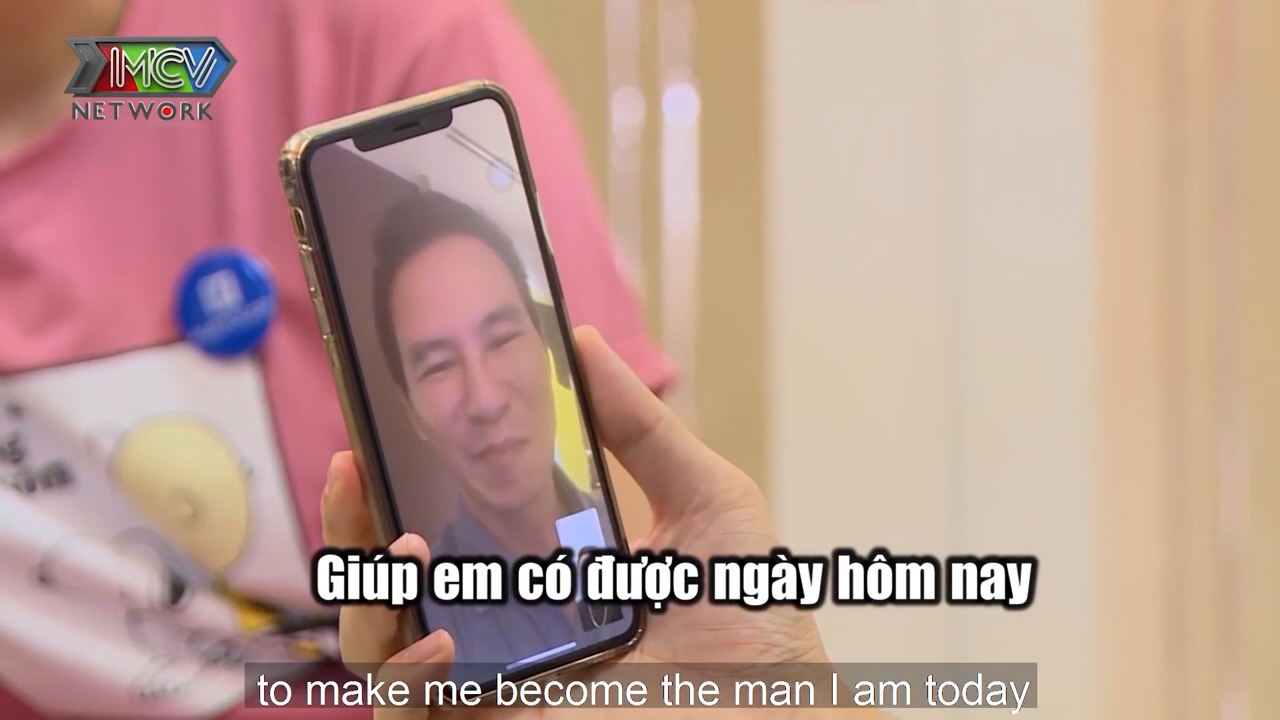 MCV
NETWORK
Giúp em có được ngày hôm nay
to make me become the man I am today